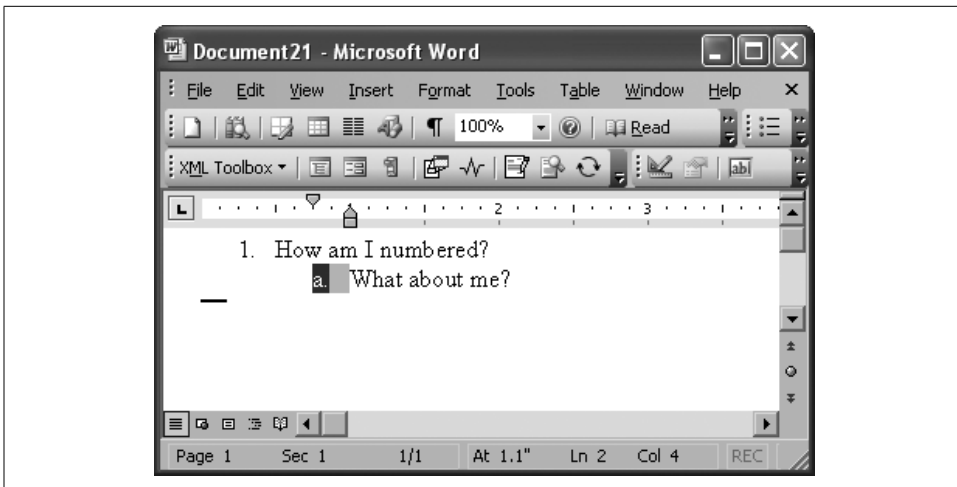 Document21 - Microsoft Word
File Edit View Insert Format Tools Table Window Help
100% Read
XML Toolbox abl
L 2 3
1. How am I numbered?
a. What about me?
Page 1 Sec 1 1/1 At 1.1" Ln 2 Col 4 REC